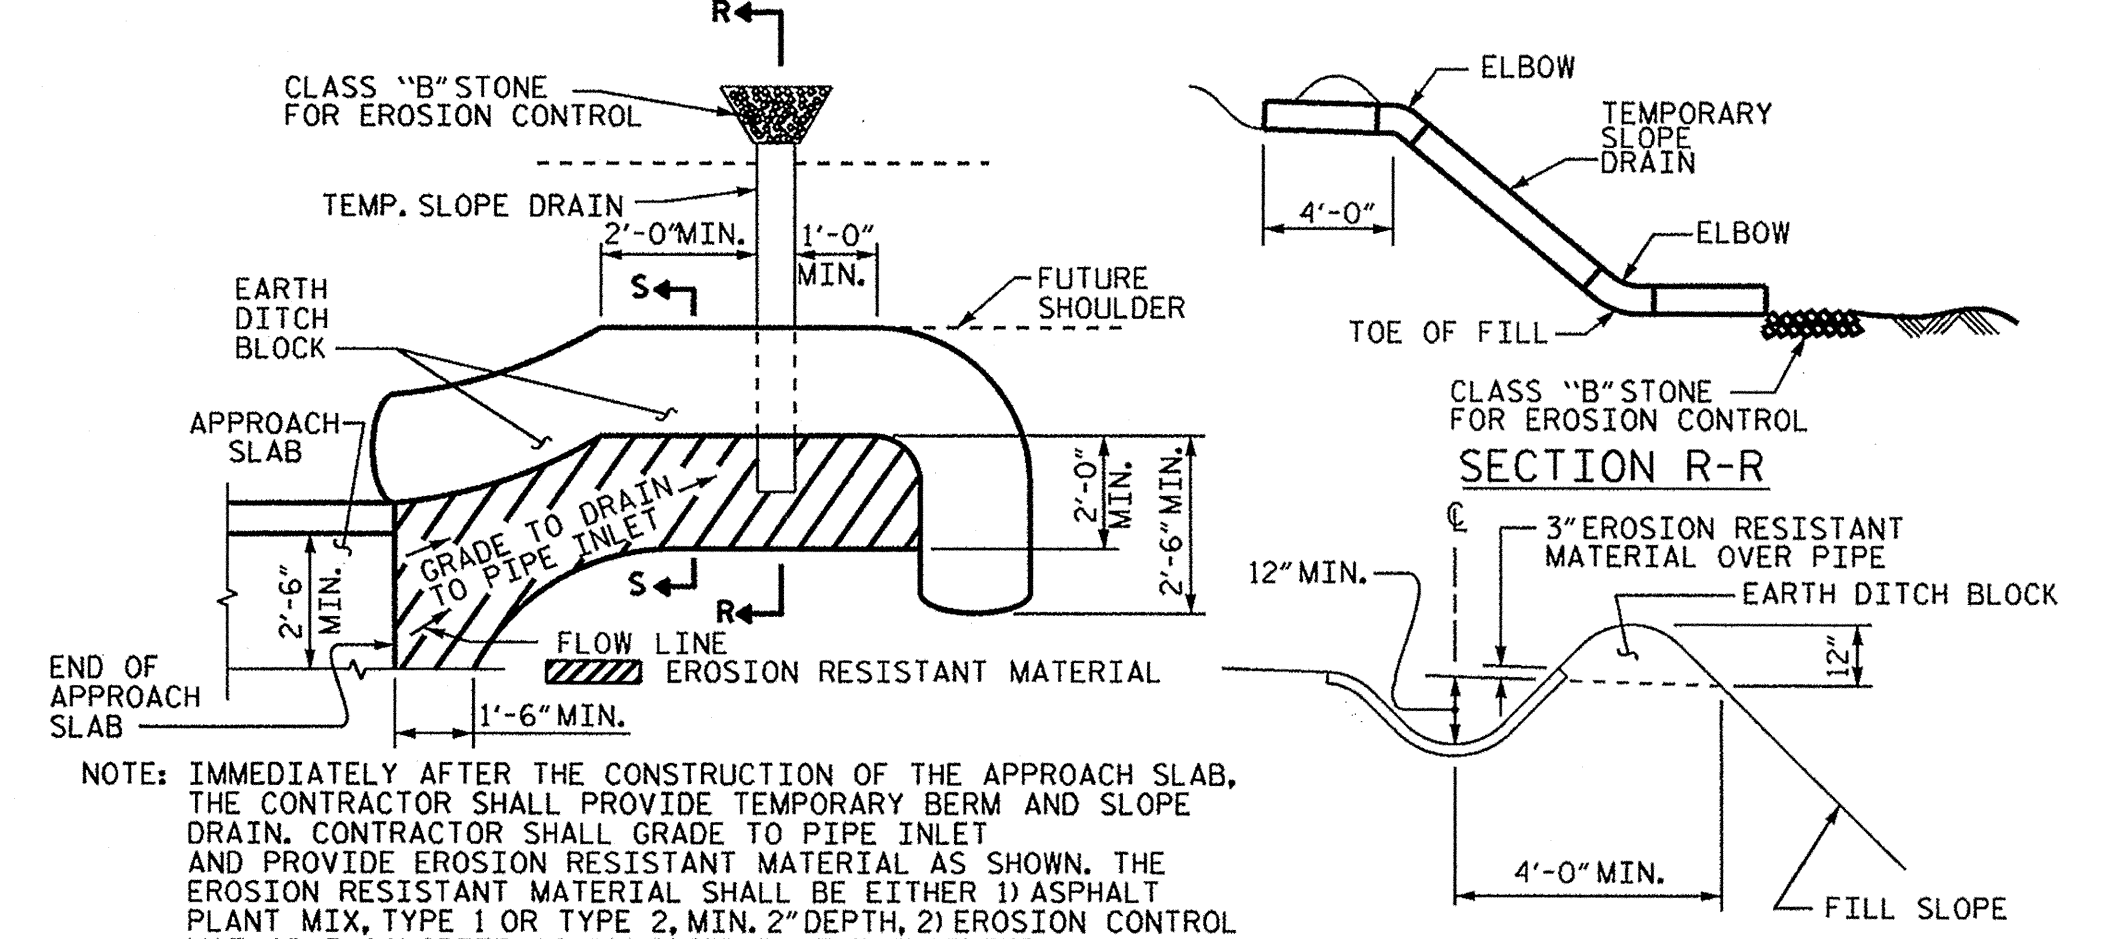 R
CLASS "B" STONE
FOR EROSION CONTROL
TEMP. SLOPE DRAIN
2'-0" MIN.
1'-0"
MIN.
S
EARTH
DITCH
BLOCK
FUTURE
SHOULDER
APPROACH
SLAB
GRADE TO DRAIN
TO PIPE INLET
2'-0"
MIN.
2'-6" MIN.
2'-6"
MIN.
S
R
FLOW LINE
EROSION RESISTANT MATERIAL
END OF
APPROACH
SLAB
1'-6" MIN.
ELBOW
TEMPORARY
SLOPE
DRAIN
4'-0"
ELBOW
TOE OF FILL
CLASS "B" STONE
FOR EROSION CONTROL
SECTION R-R
℄
3" EROSION RESISTANT
MATERIAL OVER PIPE
12" MIN.
EARTH DITCH BLOCK
12"
4'-0" MIN.
FILL SLOPE
NOTE: IMMEDIATELY AFTER THE CONSTRUCTION OF THE APPROACH SLAB,
THE CONTRACTOR SHALL PROVIDE TEMPORARY BERM AND SLOPE
DRAIN. CONTRACTOR SHALL GRADE TO PIPE INLET
AND PROVIDE EROSION RESISTANT MATERIAL AS SHOWN. THE
EROSION RESISTANT MATERIAL SHALL BE EITHER 1) ASPHALT
PLANT MIX, TYPE 1 OR TYPE 2, MIN. 2" DEPTH, 2) EROSION CONTROL